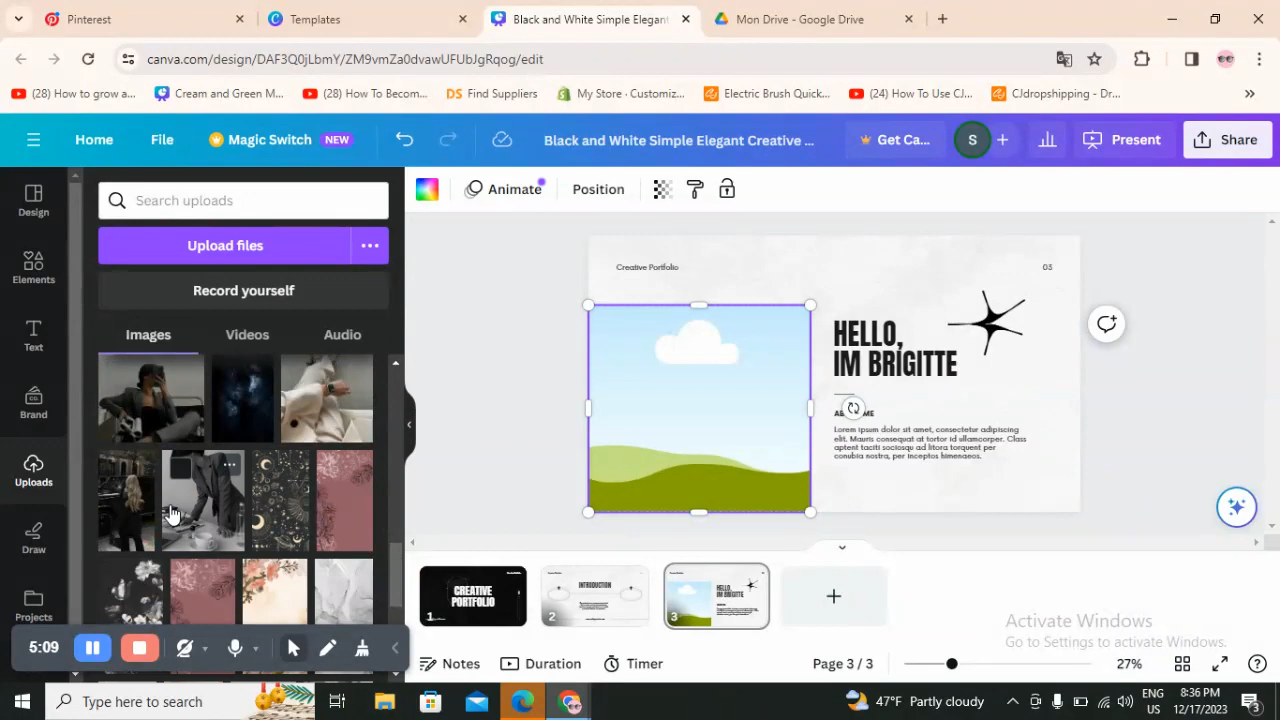 Pinterest
Templates
Black and White Simple Elegant
Mon Drive - Google Drive
canva.com/design/DAF3Q0jLbmY/ZM9vmZa0dvawUFUbJgRqog/edit
(28) How to grow a...
Cream and Green M...
(28) How To Becom...
DS Find Suppliers
My Store · Customiz...
Electric Brush Quick...
(24) How To Use CJ...
CJdropshipping - Dr...
Home
File
Magic Switch NEW
Black and White Simple Elegant Creative ...
Get Ca...
S
Present
Share
Design
Elements
Text
Brand
Uploads
Draw
Projects
Search uploads
Upload files
Record yourself
Images
Videos
Audio
Animate
Position
Creative Portfolio
03
HELLO,
IM BRIGITTE
Lorem ipsum dolor sit amet, consectetur adipiscing
elit. Mauris consequat at tortor id ullamcorper. Class
aptent taciti sociosqu ad litora torquent per
conubia nostra, per inceptos himenaeos.
1
CREATIVE
PORTFOLIO
2
INTRODUCTION
3
HELLO,
IM BRIGITTE
Activate Windows
Go to Settings to activate Windows.
5:09
Notes
Duration
Timer
Page 3 / 3
27%
Type here to search
47°F Partly cloudy
ENG
US
8:36 PM
12/17/2023
3